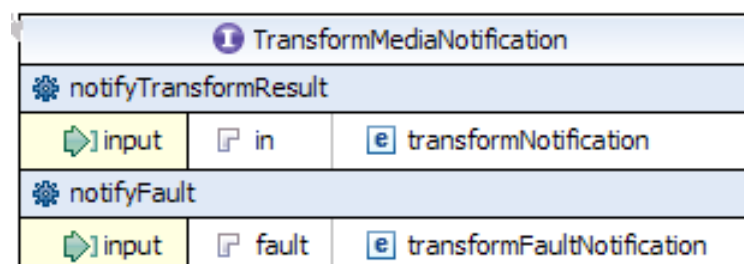 TransformMediaNotification
notifyTransformResult
input in transformNotification
notifyFault
input fault transformFaultNotification